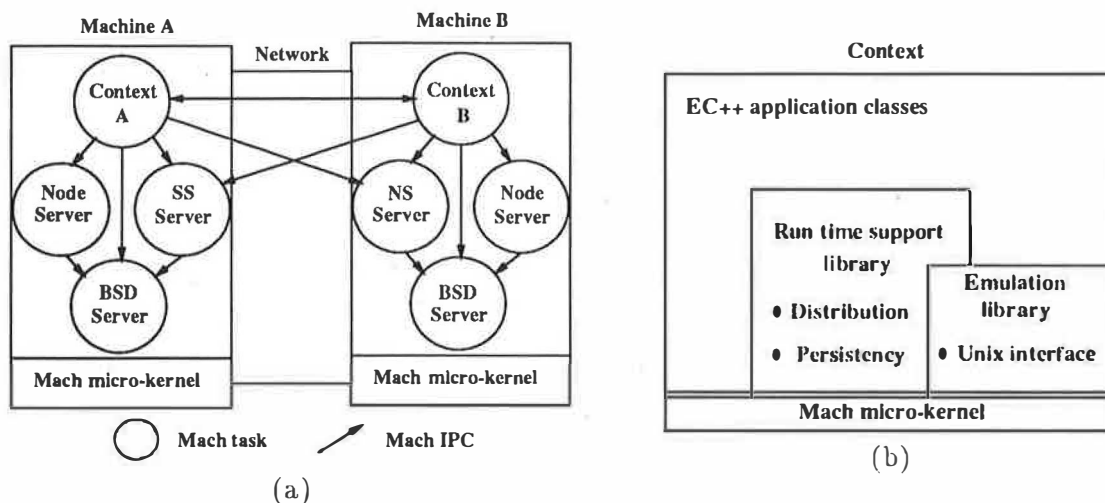 Machine A
Machine B
Network
Context
A
Context
B
Node
Server
SS
Server
NS
Server
Node
Server
BSD
Server
BSD
Server
Mach micro-kernel
Mach micro-kernel
Mach task
Mach IPC
(a)
Context
EC++ application classes
Run time support
library
• Distribution
• Persistency
Emulation
library
• Unix interface
Mach micro-kernel
(b)